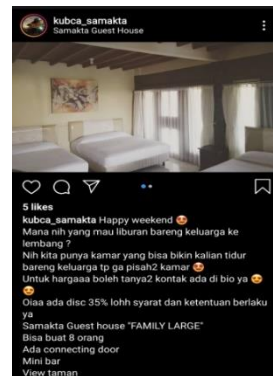 kubca_samakta
Samakta Guest House
5 likes
kubca_samakta Happy weekend 😍
Mana nih yang mau liburan bareng keluarga ke
lembang ?
Nih kita punya kamar yang bisa bikin kalian tidur
bareng keluarga tp ga pisah2 kamar 😍
Untuk hargaaa boleh tanya2 kontak ada di bio ya 😍
😍
Oiaa ada disc 35% lohh syarat dan ketentuan berlaku
ya
Samakta Guest house "FAMILY LARGE"
Bisa buat 8 orang
Ada connecting door
Mini bar
View taman